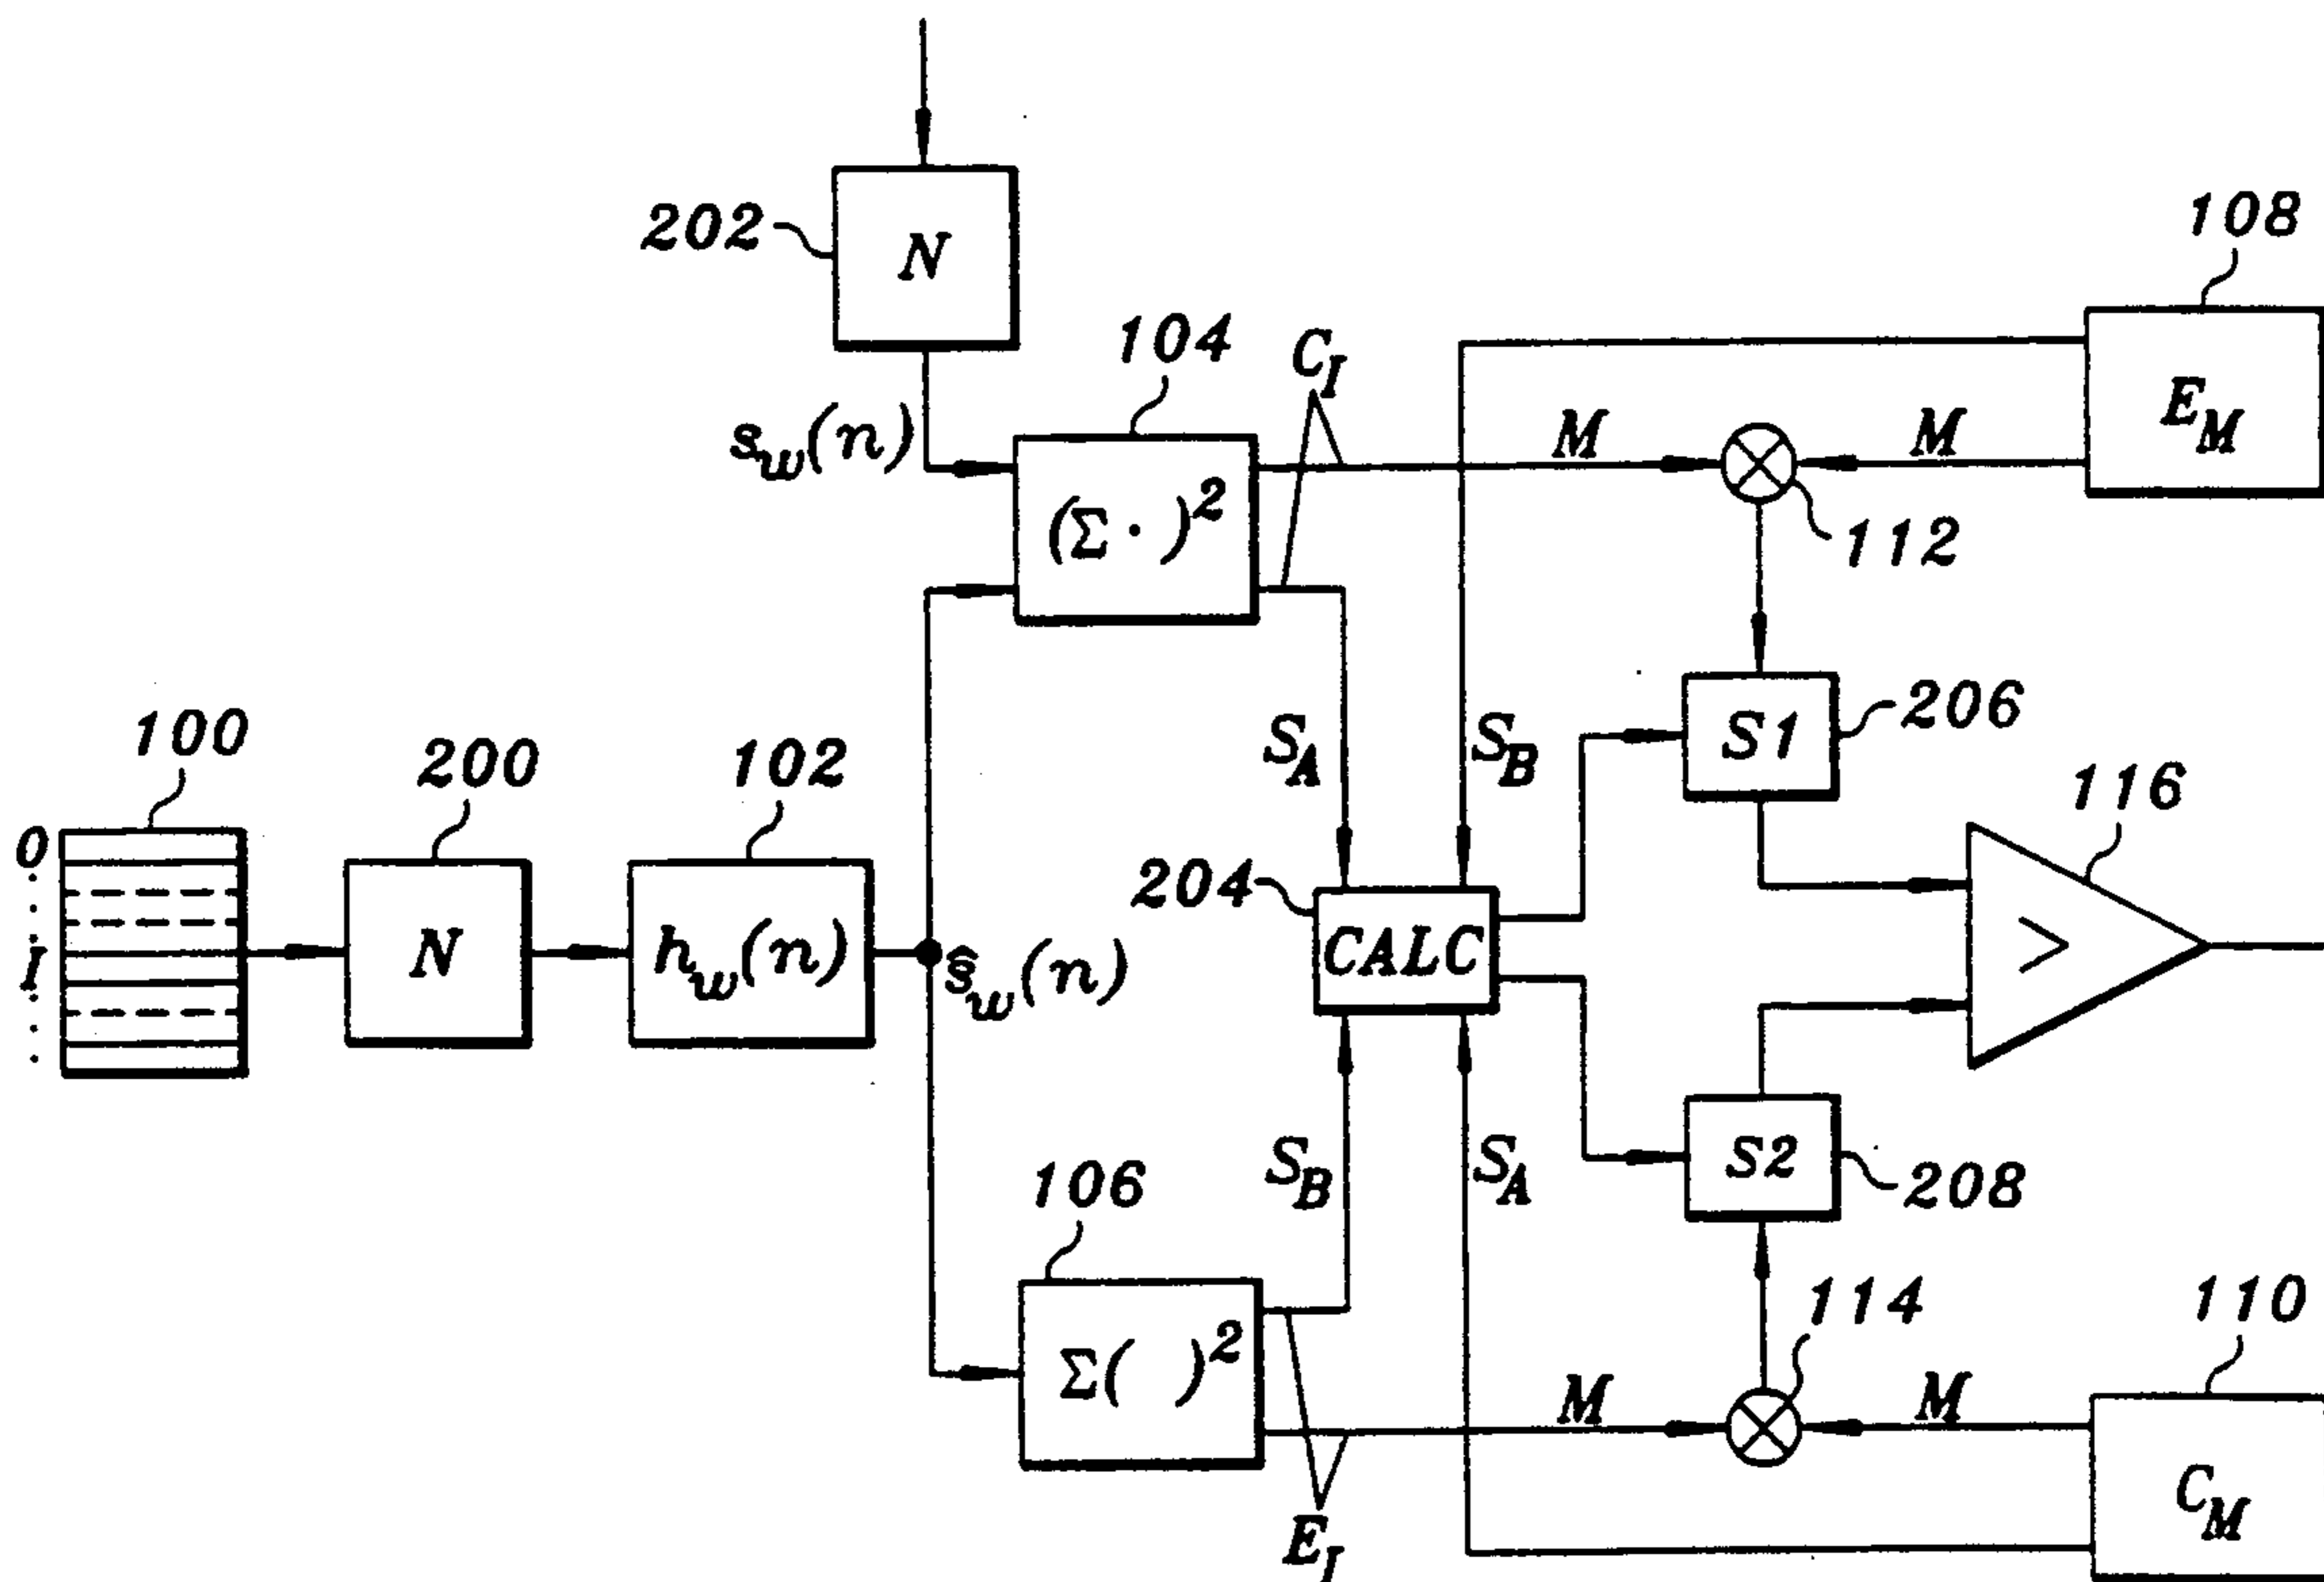 202
N
108
104
C_I
s_w(n)
M
M
E_M
(Σ · )²
112
100
200
102
S_A
S_B
S1
206
116
0
I
N
h_w(n)
ŝ_w(n)
204
CALC
>
106
S_B
S_A
S2
208
114
110
Σ( )²
M
M
E_I
C_M